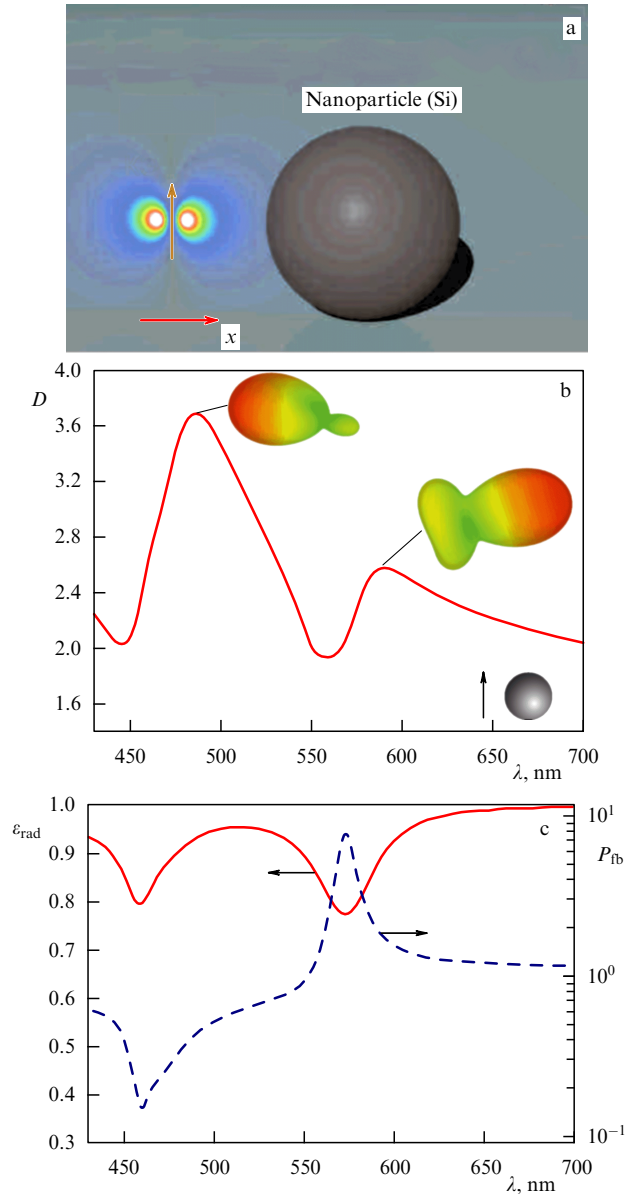 a
Nanoparticle (Si)
x
b
D
4.0
3.6
3.2
2.8
2.4
2.0
1.6
450 500 550 600 650 700
λ, nm
c
ε_rad
1.0
0.9
0.8
0.7
0.6
0.5
0.4
0.3
10^1
P_fb
10^0
10^-1
450 500 550 600 650 700
λ, nm